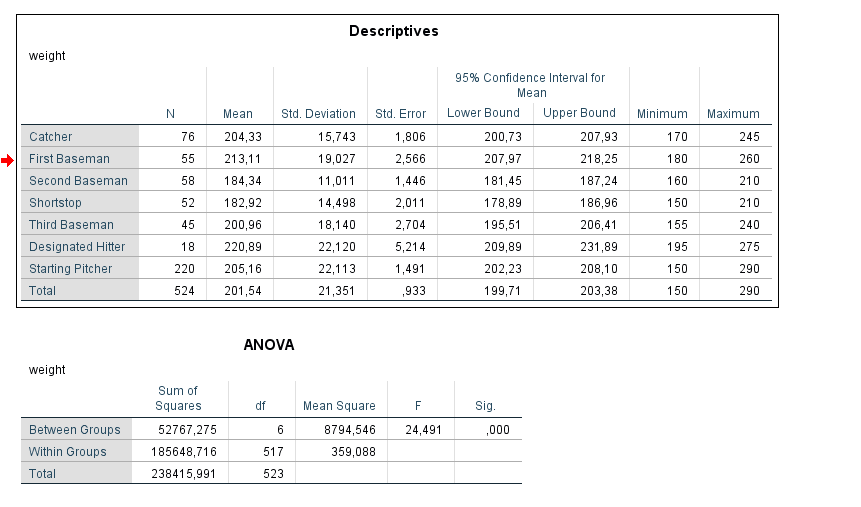 Descriptives
weight
95% Confidence Interval for
Mean
N Mean Std. Deviation Std. Error Lower Bound Upper Bound Minimum Maximum
Catcher 76 204,33 15,743 1,806 200,73 207,93 170 245
First Baseman 55 213,11 19,027 2,566 207,97 218,25 180 260
Second Baseman 58 184,34 11,011 1,446 181,45 187,24 160 210
Shortstop 52 182,92 14,498 2,011 178,89 186,96 150 210
Third Baseman 45 200,96 18,140 2,704 195,51 206,41 155 240
Designated Hitter 18 220,89 22,120 5,214 209,89 231,89 195 275
Starting Pitcher 220 205,16 22,113 1,491 202,23 208,10 150 290
Total 524 201,54 21,351 ,933 199,71 203,38 150 290
ANOVA
weight
Sum of
Squares df Mean Square F Sig.
Between Groups 52767,275 6 8794,546 24,491 ,000
Within Groups 185648,716 517 359,088
Total 238415,991 523